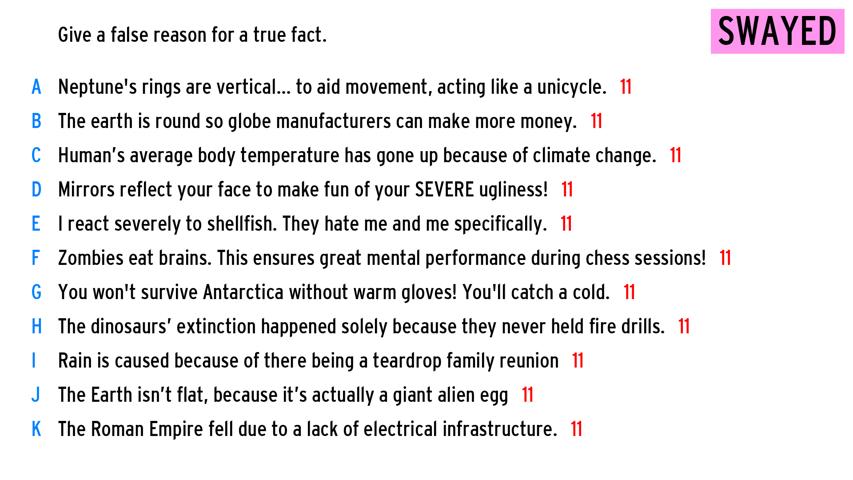 Give a false reason for a true fact.
SWAYED
A Neptune's rings are vertical... to aid movement, acting like a unicycle. 11
B The earth is round so globe manufacturers can make more money. 11
C Human’s average body temperature has gone up because of climate change. 11
D Mirrors reflect your face to make fun of your SEVERE ugliness! 11
E I react severely to shellfish. They hate me and me specifically. 11
F Zombies eat brains. This ensures great mental performance during chess sessions! 11
G You won't survive Antarctica without warm gloves! You'll catch a cold. 11
H The dinosaurs’ extinction happened solely because they never held fire drills. 11
I Rain is caused because of there being a teardrop family reunion 11
J The Earth isn’t flat, because it’s actually a giant alien egg 11
K The Roman Empire fell due to a lack of electrical infrastructure. 11